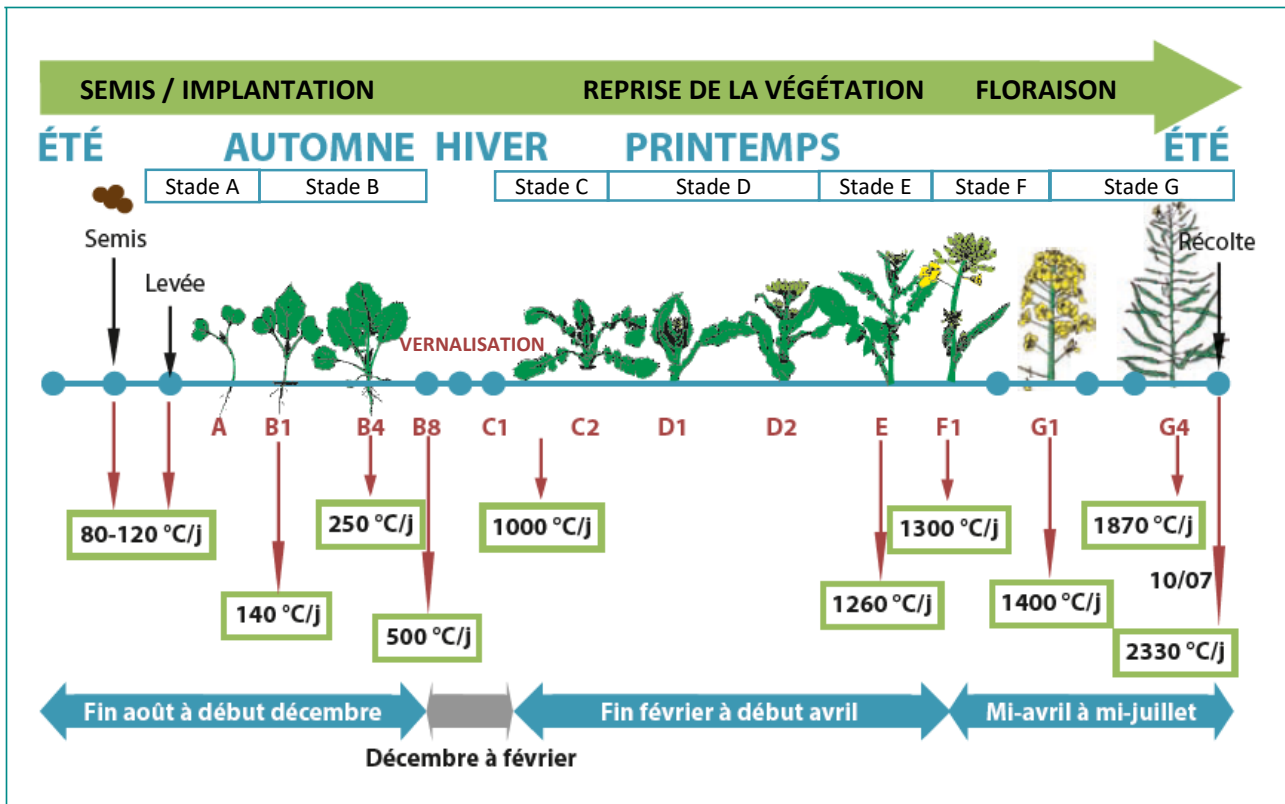 SEMIS / IMPLANTATION
REPRISE DE LA VÉGÉTATION
FLORAISON
ÉTÉ
AUTOMNE
HIVER
PRINTEMPS
ÉTÉ
Stade A
Stade B
Stade C
Stade D
Stade E
Stade F
Stade G
Semis
Levée
Récolte
VERNALISATION
A
B1
B4
B8
C1
C2
D1
D2
E
F1
G1
G4
80-120 °C/j
140 °C/j
250 °C/j
500 °C/j
1000 °C/j
1260 °C/j
1300 °C/j
1400 °C/j
1870 °C/j
10/07
2330 °C/j
Fin août à début décembre
Décembre à février
Fin février à début avril
Mi-avril à mi-juillet